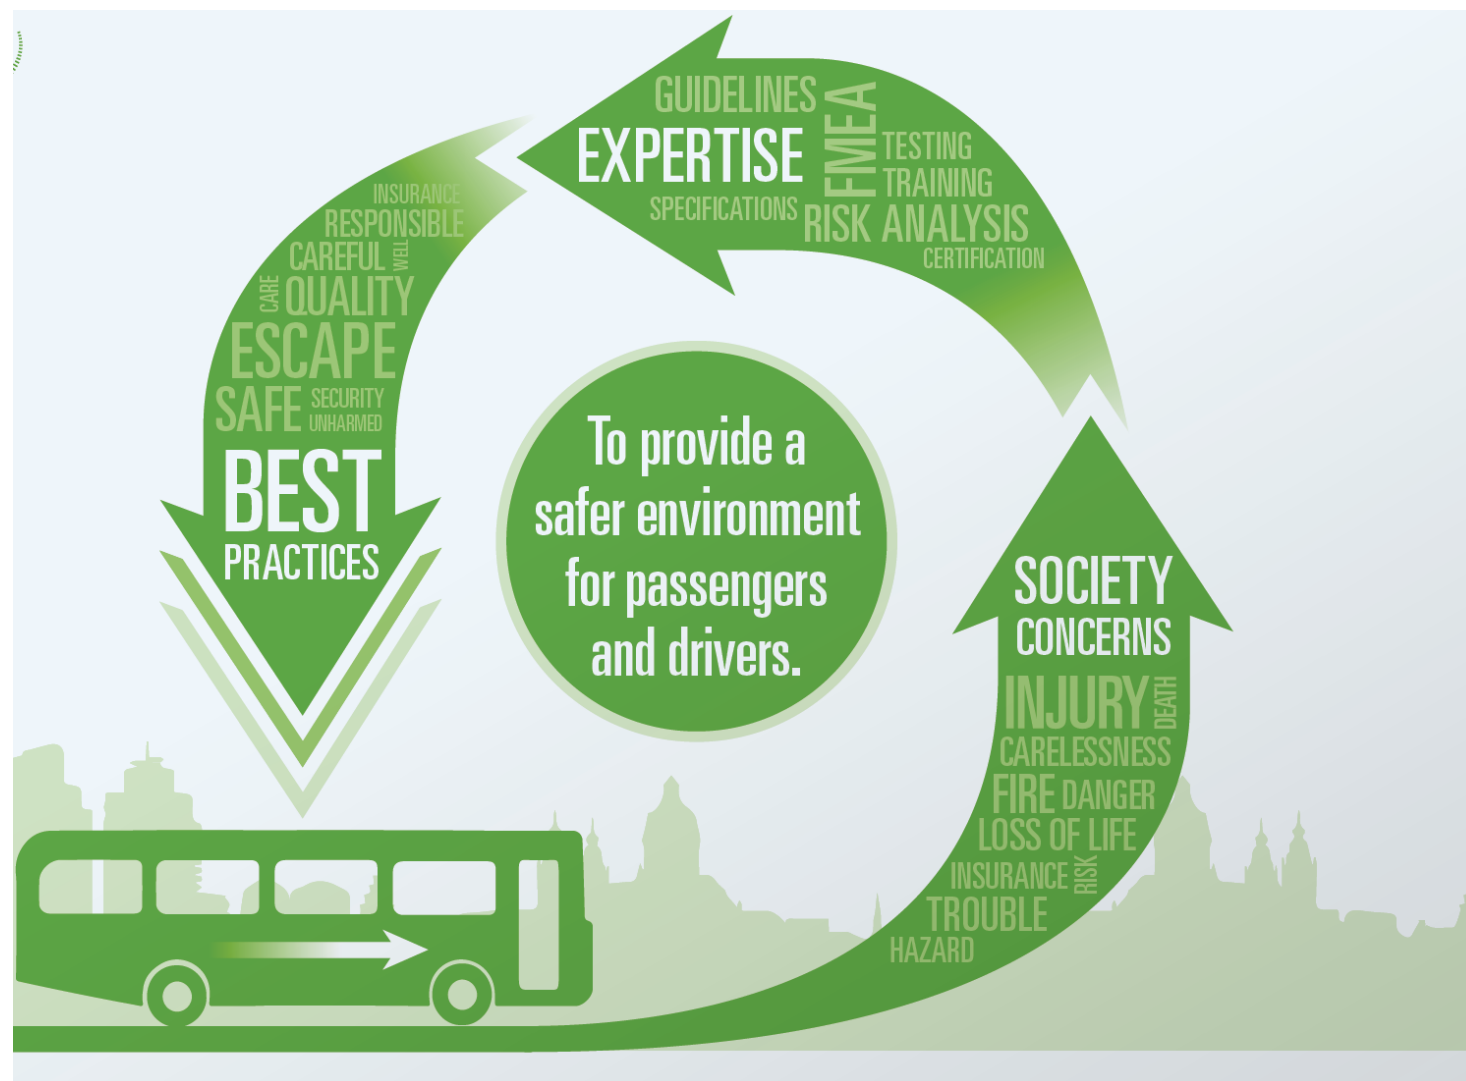 GUIDELINES
EXPERTISE
SPECIFICATIONS
FMEA
TESTING
TRAINING
RISK ANALYSIS
CERTIFICATION
INSURANCE
RESPONSIBLE
CAREFUL
WELL
CARE
QUALITY
ESCAPE
SAFE
SECURITY
UNHARMED
BEST
PRACTICES
To provide a
safer environment
for passengers
and drivers.
SOCIETY
CONCERNS
INJURY
DEATH
CARELESSNESS
FIRE DANGER
LOSS OF LIFE
INSURANCE
RISK
TROUBLE
HAZARD